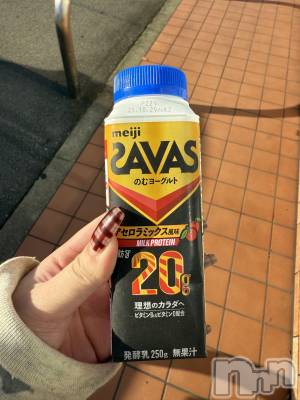 meiji
SAVAS
のむヨーグルト
アセロラミックス風味
MILK PROTEIN
20g
理想のカラダへ
ビタミンB6ビタミンC配合
発酵乳 250g 無果汁